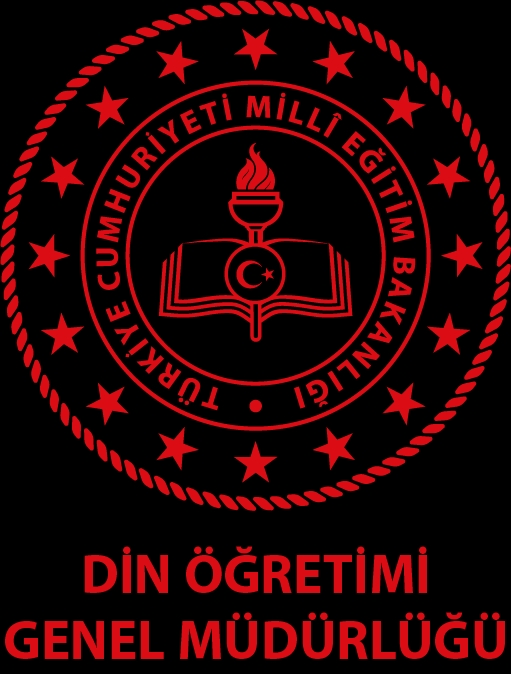 TÜRKİYE CUMHURİYETİ MİLLÎ EĞİTİM BAKANLIĞI
DİN ÖĞRETİMİ
GENEL MÜDÜRLÜĞÜ